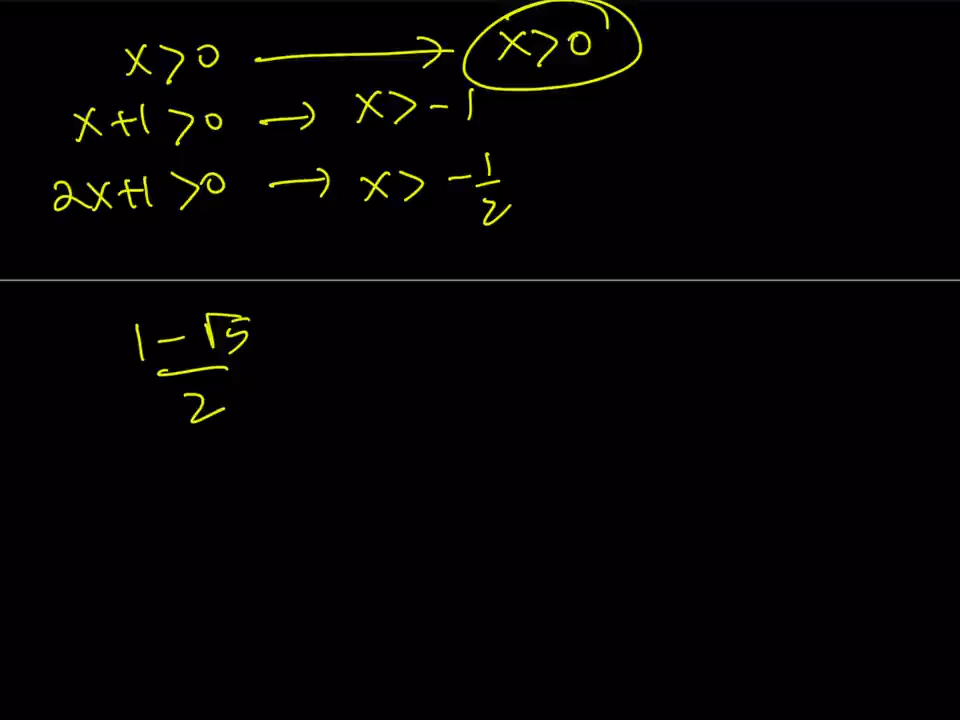 x>0 ⟶ x>0
x+1>0 → x>-1
2x+1>0 → x> -1/2
(1-√5)/2